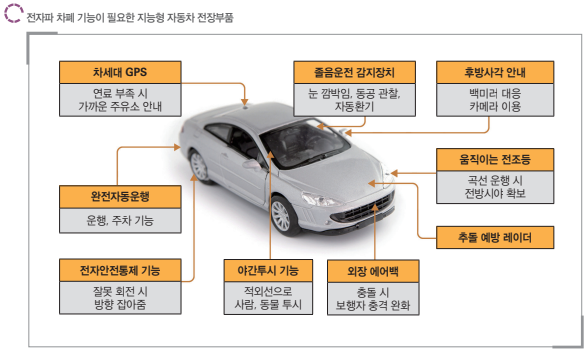 전자파 차폐 기능이 필요한 지능형 자동차 전장부품
차세대 GPS
연료 부족 시
가까운 주유소 안내
졸음운전 감지장치
눈 깜박임, 동공 관찰,
자동환기
후방사각 안내
백미러 대응
카메라 이용
움직이는 전조등
곡선 운행 시
전방시야 확보
완전자동운행
운행, 주차 기능
추돌 예방 레이더
전자안전통제 기능
잘못 회전 시
방향 잡아줌
야간투시 기능
적외선으로
사람, 동물 투시
외장 에어백
충돌 시
보행자 충격 완화